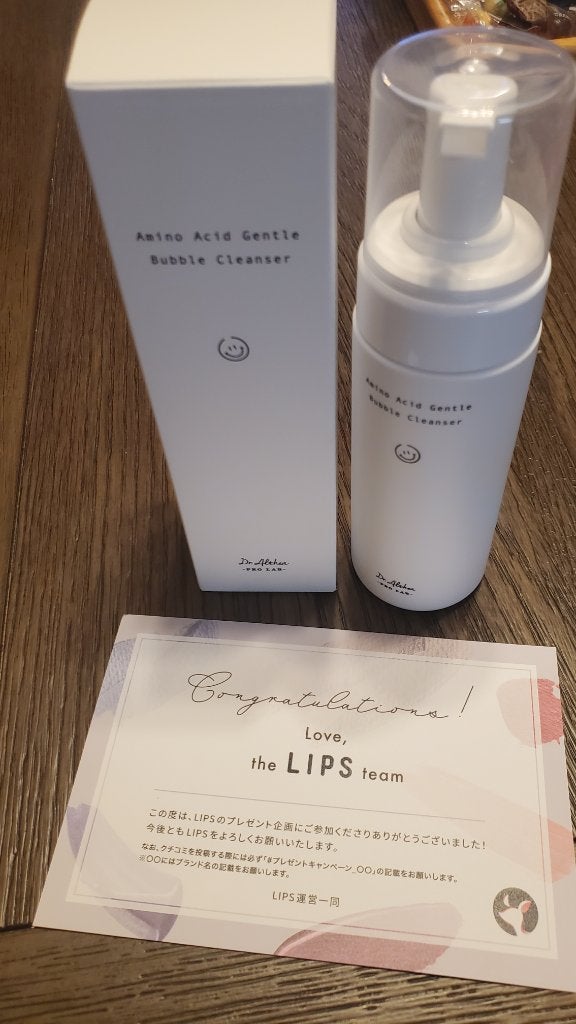 Amino Acid Gentle
Bubble Cleanser
Dr.Althea
-PRO LAB-
Amino Acid Gentle
Bubble Cleanser
Dr.Althea
-PRO LAB-
Congratulations!
Love,
the LIPS team
この度は、LIPSのプレゼント企画にご参加くださりありがとうございました!
今後ともLIPSをよろしくお願いいたします。
なお、クチコミを投稿する際には必ず「#プレゼントキャンペーン_〇〇」の記載をお願いします。
※〇〇にはブランド名の記載をお願いします。
LIPS運営一同